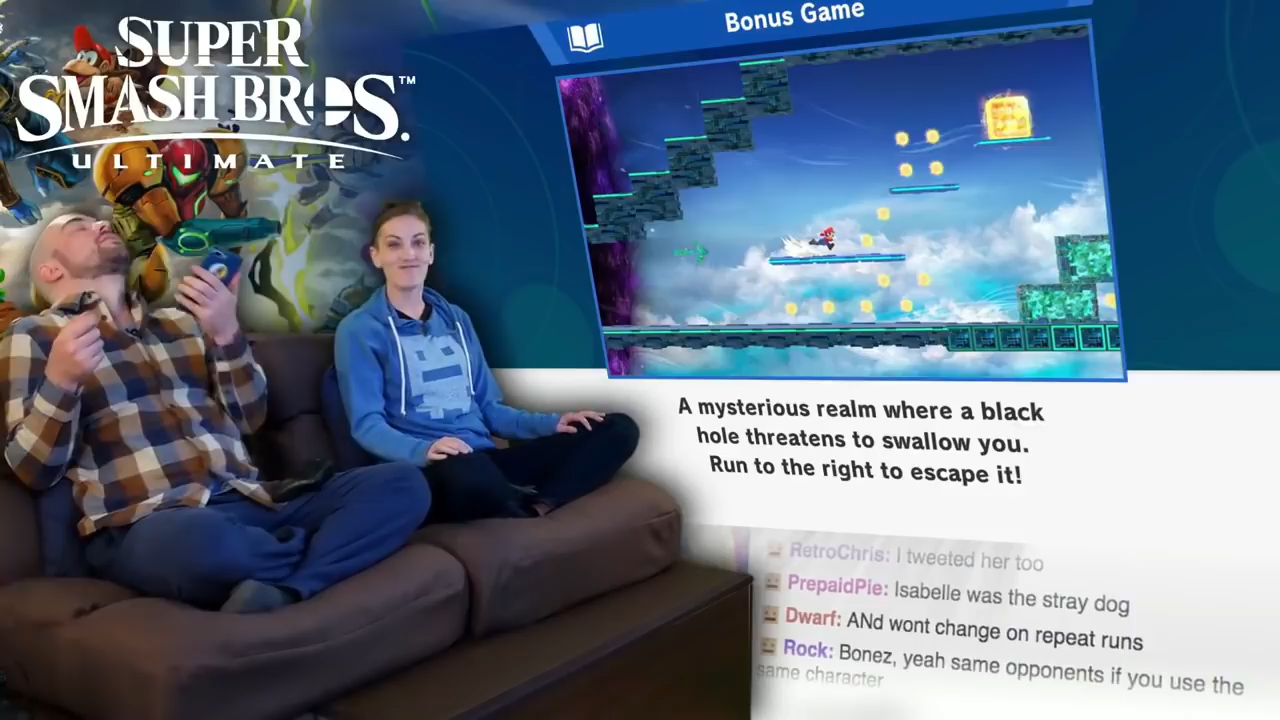 SUPER
SMASH BROS.™
ULTIMATE
Bonus Game
A mysterious realm where a black
hole threatens to swallow you.
Run to the right to escape it!
RetroChris: I tweeted her too
PrepaidPie: Isabelle was the stray dog
Dwarf: ANd wont change on repeat runs
Rock: Bonez, yeah same opponents if you use the
same character